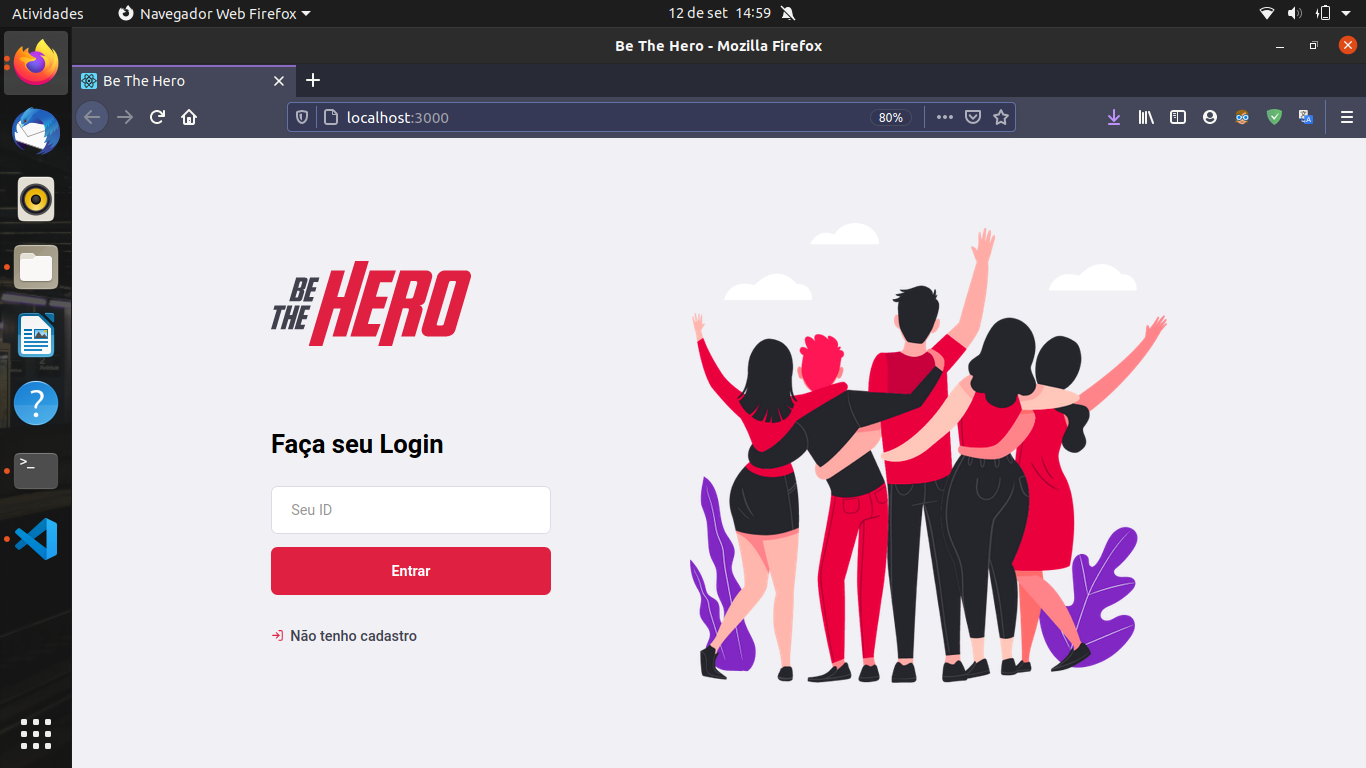 Atividades
Navegador Web Firefox
12 de set 14:59
Be The Hero - Mozilla Firefox
Be The Hero
localhost:3000
80%
BE
THE
HERO
Faça seu Login
Seu ID
Entrar
Não tenho cadastro